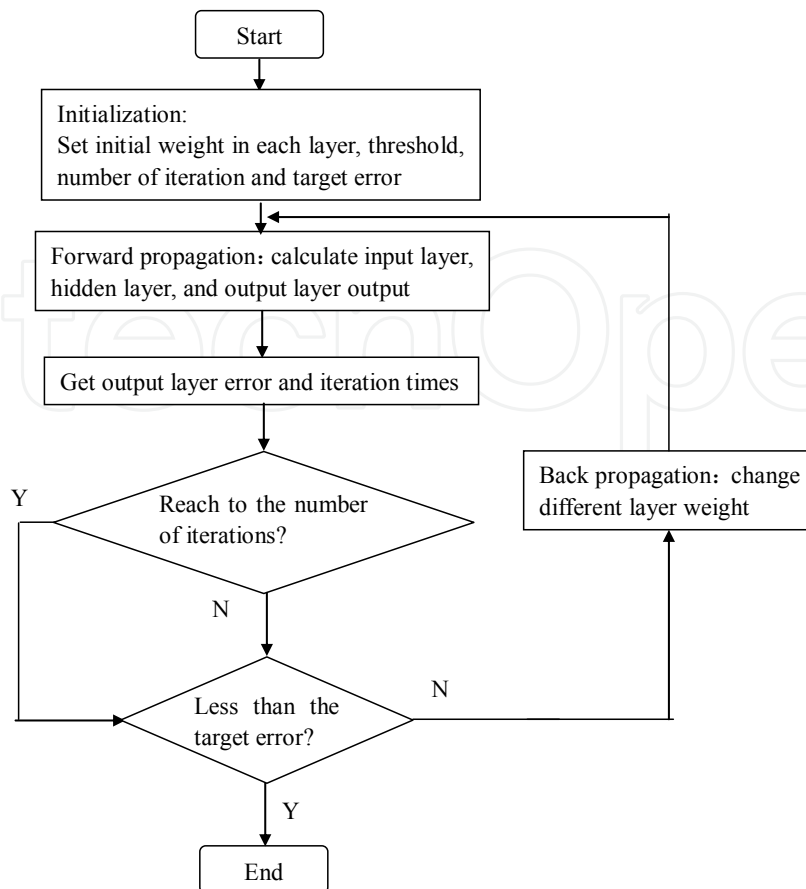 Start
Initialization:
Set initial weight in each layer, threshold,
number of iteration and target error
Forward propagation：calculate input layer,
hidden layer, and output layer output
Get output layer error and iteration times
Y
Reach to the number
of iterations?
Back propagation：change
different layer weight
N
Less than the
target error?
N
Y
End
tecnOpe